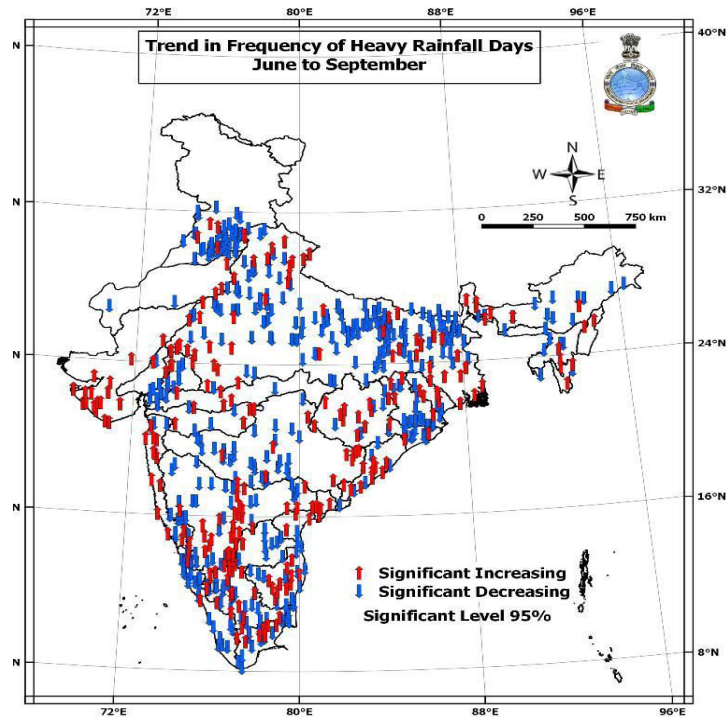 72°E 80°E 88°E 96°E
Trend in Frequency of Heavy Rainfall Days
June to September
N 40°N
N
W E
S
0 250 500 750 km
N 32°N
N 24°N
N 16°N
Significant Increasing
Significant Decreasing
Significant Level 95%
N 8°N
72°E 80°E 88°E 96°E